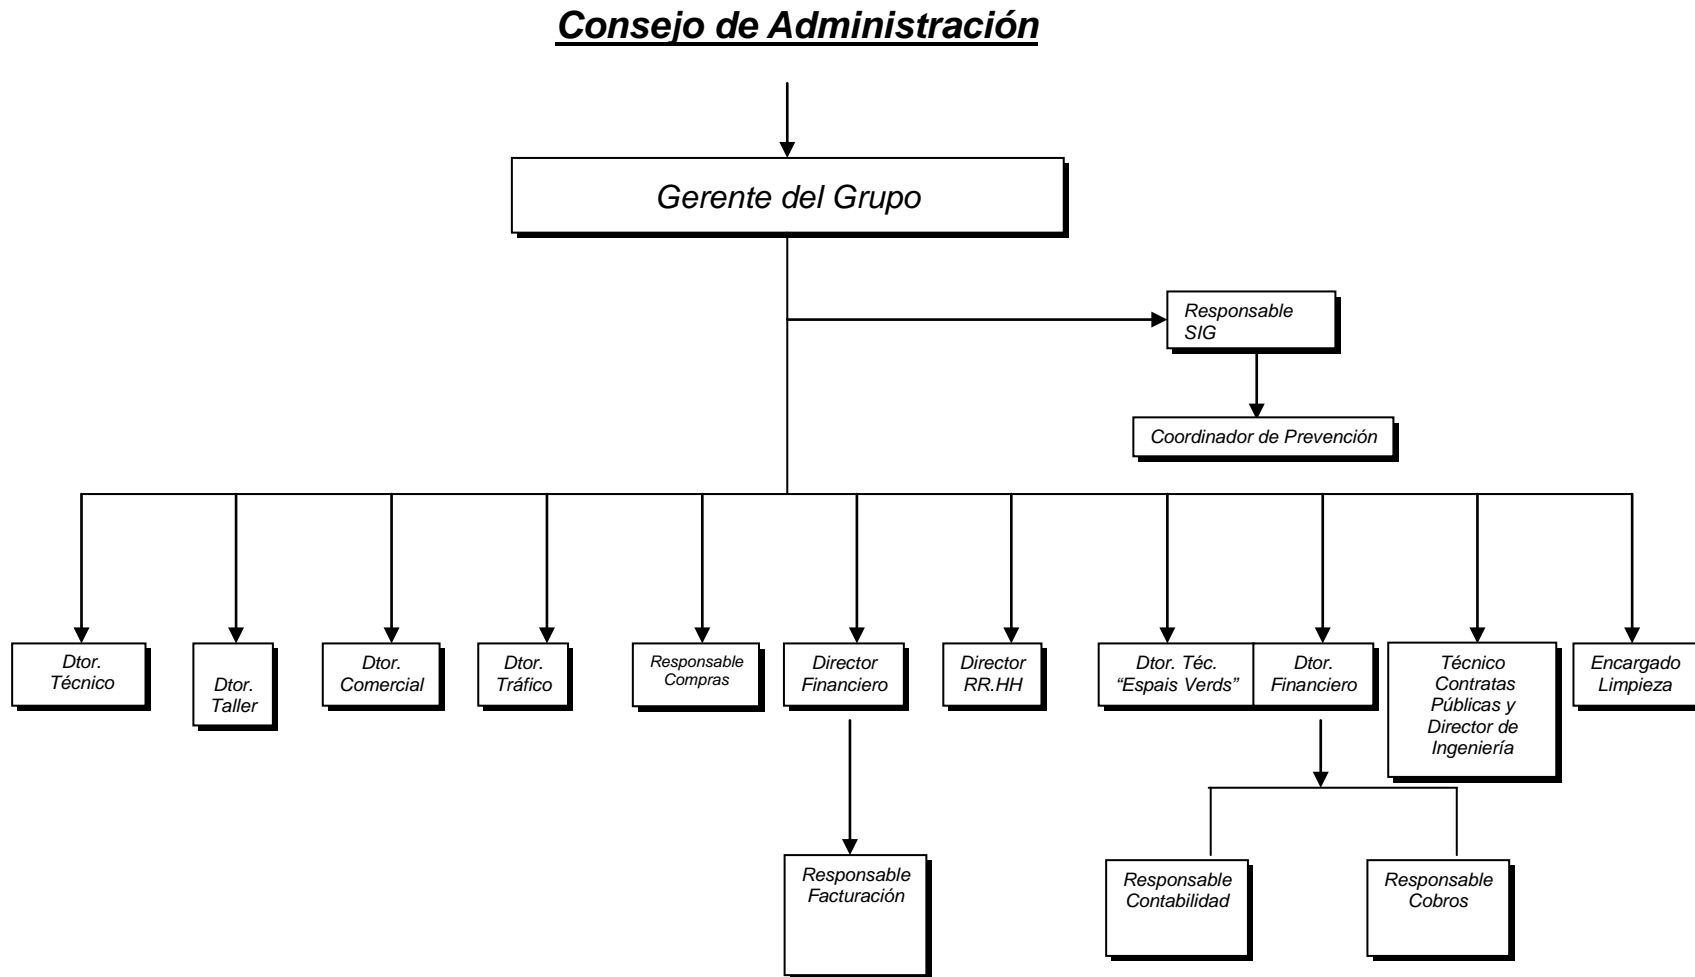 Consejo de Administración
Gerente del Grupo
Responsable
SIG
Coordinador de Prevención
Dtor.
Técnico
Dtor.
Taller
Dtor.
Comercial
Dtor.
Tráfico
Responsable
Compras
Director
Financiero
Director
RR.HH
Dtor. Téc.
“Espais Verds”
Dtor.
Financiero
Técnico
Contratas
Públicas y
Director de
Ingeniería
Encargado
Limpieza
Responsable
Facturación
Responsable
Contabilidad
Responsable
Cobros